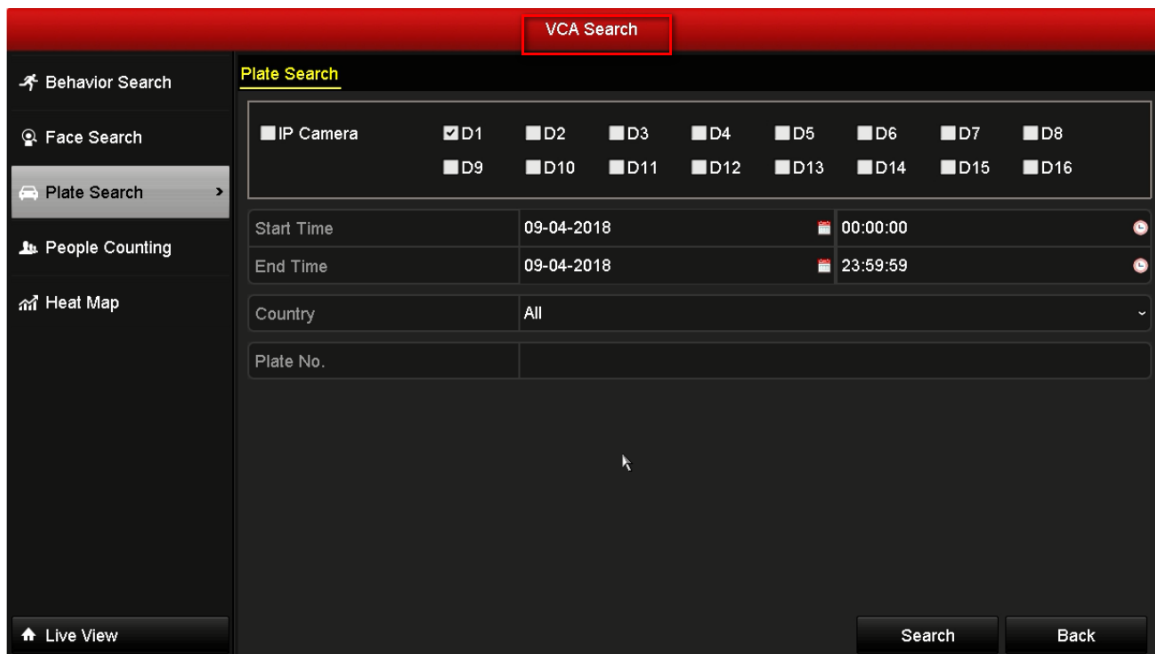 VCA Search
Behavior Search
Face Search
Plate Search
People Counting
Heat Map
Live View
Plate Search
IP Camera D1 D2 D3 D4 D5 D6 D7 D8
D9 D10 D11 D12 D13 D14 D15 D16
Start Time 09-04-2018 00:00:00
End Time 09-04-2018 23:59:59
Country All
Plate No.
Search Back